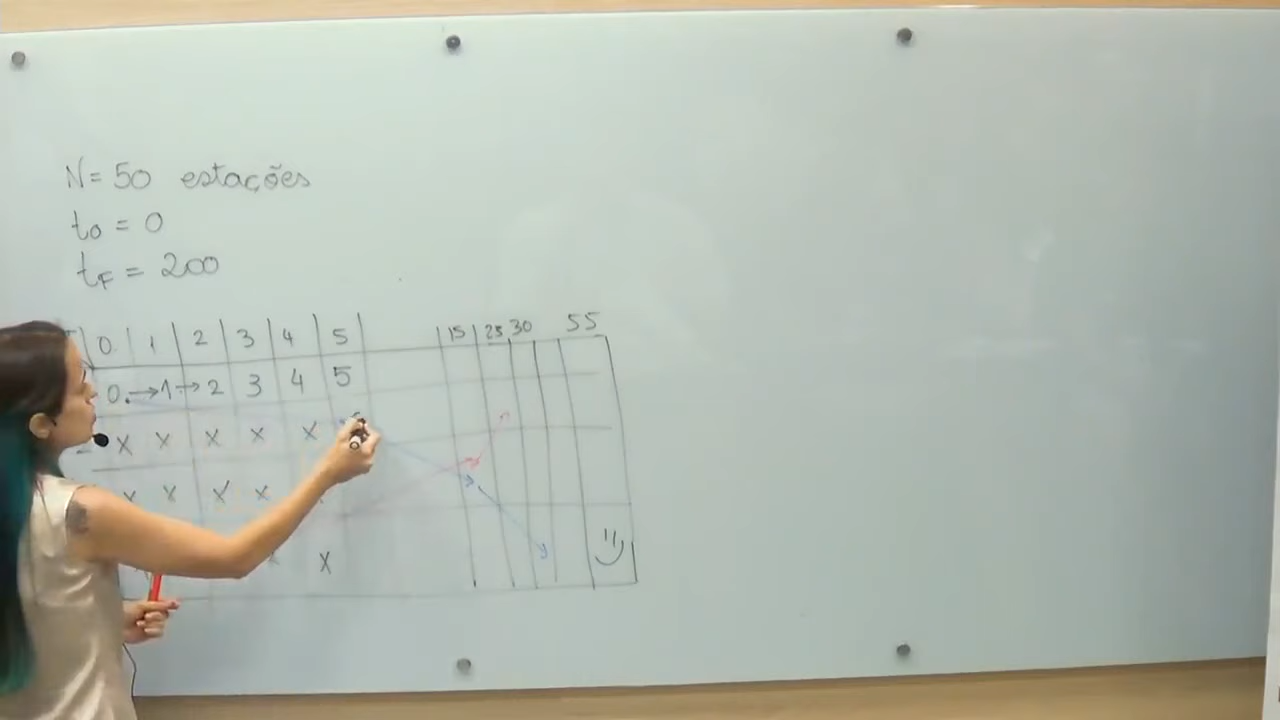 N = 50 estações
t0 = 0
tF = 200
0 1 2 3 4 5 15 25 30 55
0 → 1 → 2 3 4 5
x x x x x
x x x x
x